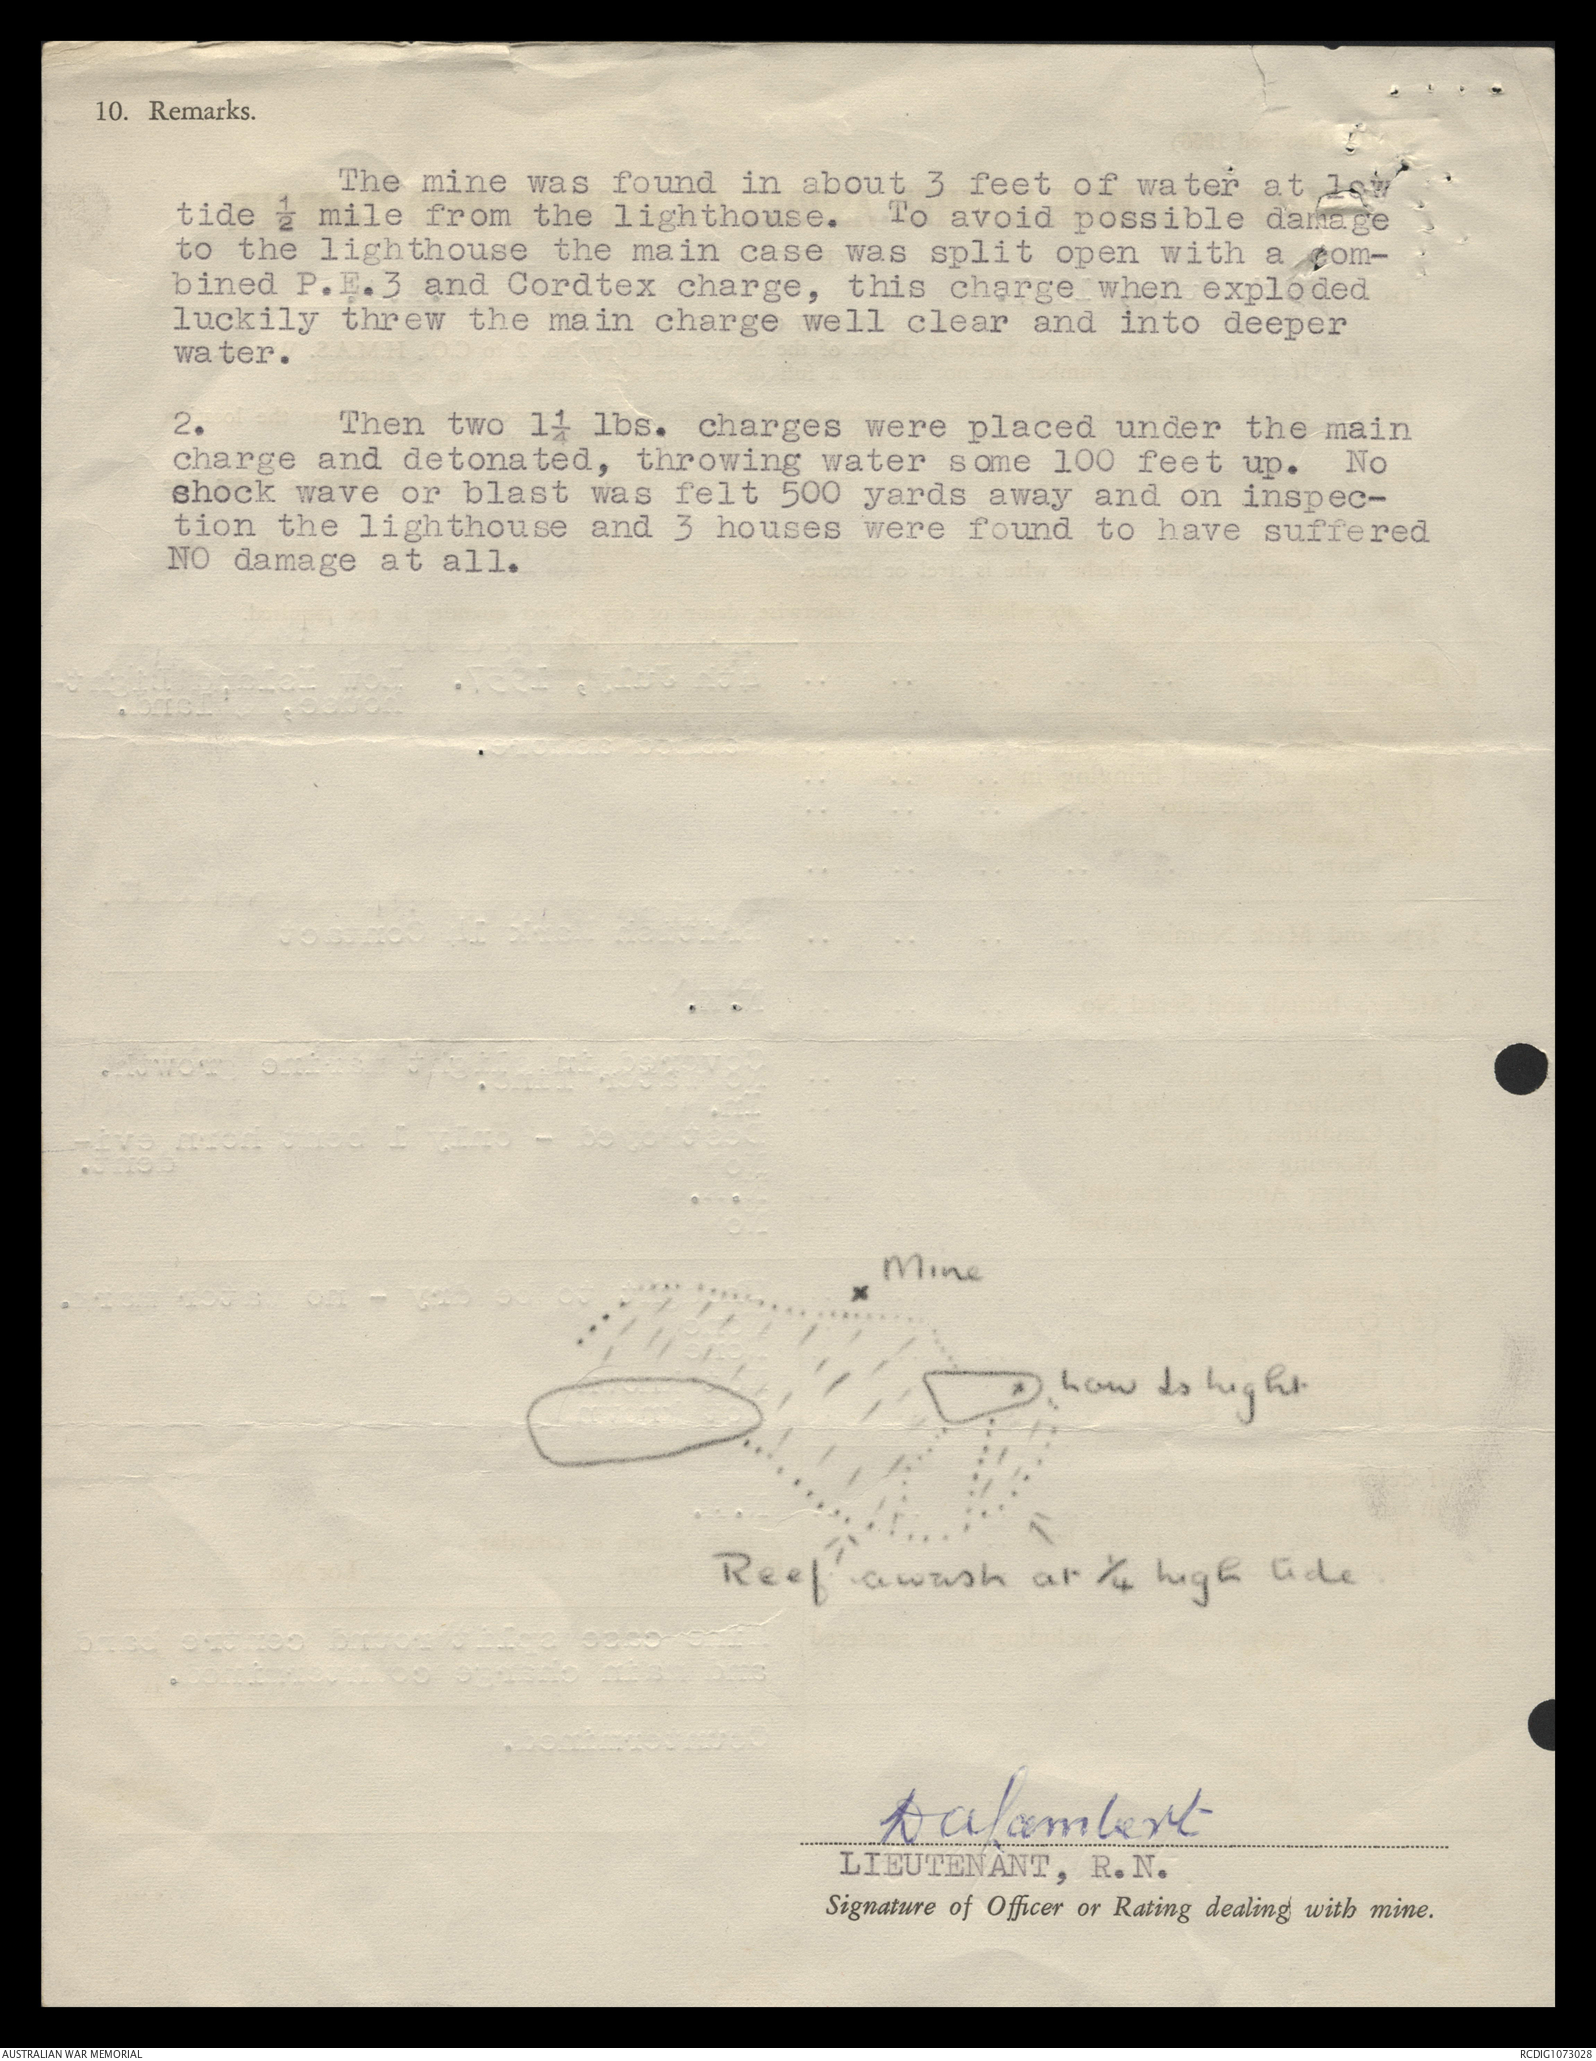 10. Remarks.
The mine was found in about 3 feet of water at low
tide ½ mile from the lighthouse. To avoid possible damage
to the lighthouse the main case was split open with a com-
bined P.E.3 and Cordtex charge, this charge when exploded
luckily threw the main charge well clear and into deeper
water.
2. Then two 1¼ lbs. charges were placed under the main
charge and detonated, throwing water some 100 feet up. No
shock wave or blast was felt 500 yards away and on inspec-
tion the lighthouse and 3 houses were found to have suffered
NO damage at all.
Mine
Low Is light
Reef awash at ¼ high tide.
DA Lambert
LIEUTENANT, R.N.
Signature of Officer or Rating dealing with mine.
AUSTRALIAN WAR MEMORIAL
RCDIG1073028